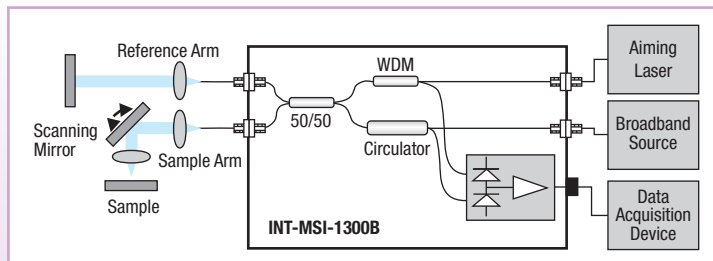 Reference Arm
Scanning
Mirror
Sample Arm
Sample
50/50
WDM
Circulator
INT-MSI-1300B
Aiming
Laser
Broadband
Source
Data
Acquisition
Device